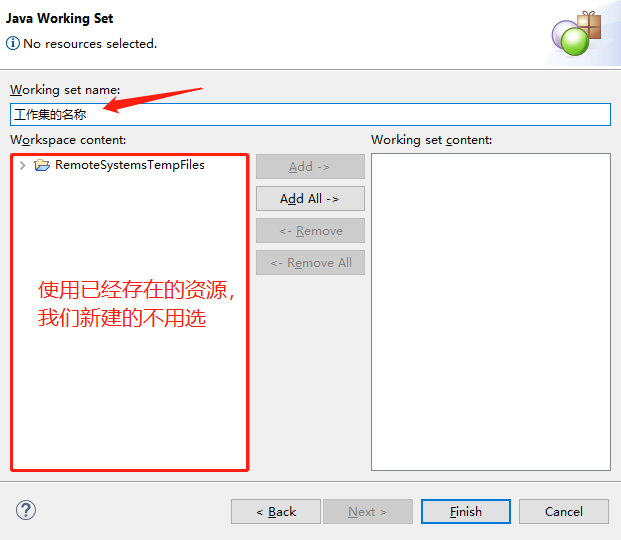 Java Working Set
No resources selected.
Working set name:
工作集的名称
Workspace content:
Working set content:
RemoteSystemsTempFiles
Add ->
Add All ->
<- Remove
<- Remove All
使用已经存在的资源，
我们新建的不用选
?
< Back
Next >
Finish
Cancel